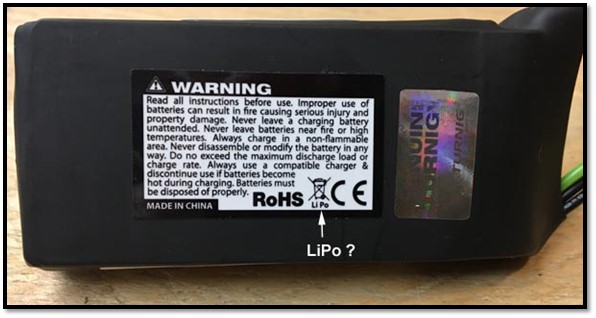 WARNING
Read all instructions before use. Improper use of
batteries can result in fire causing serious injury and
property damage. Never leave a charging battery
unattended. Never leave batteries near fire or high
temperatures. Always charge in a non-flammable
area. Never disassemble or modify the battery in any
way. Do not exceed the maximum discharge load or
charge rate. Always use a compatible charger &
discontinue use if batteries become
hot during charging. Batteries must
be disposed of properly.
RoHS CE
Li Po
MADE IN CHINA
LiPo ?